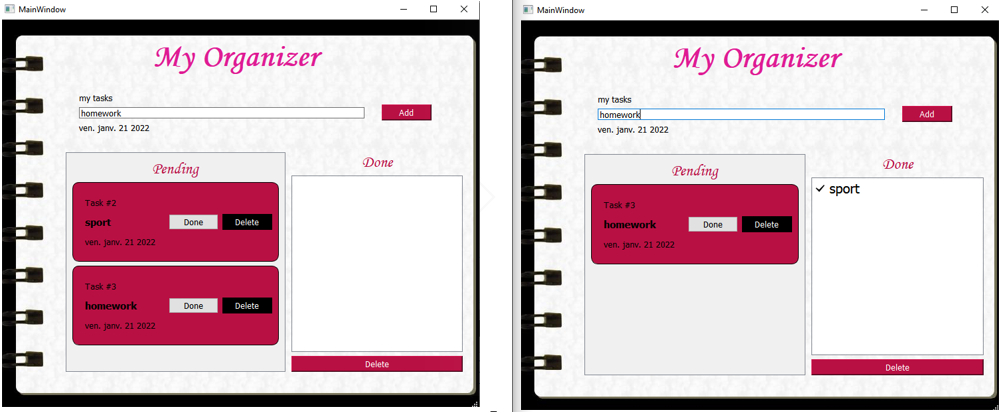 MainWindow
My Organizer
my tasks
homework
Add
ven. janv. 21 2022
Pending
Task #2
sport
Done
Delete
ven. janv. 21 2022
Task #3
homework
Done
Delete
ven. janv. 21 2022
Done
Delete
MainWindow
My Organizer
my tasks
homework
Add
ven. janv. 21 2022
Pending
Task #3
homework
Done
Delete
ven. janv. 21 2022
Done
✓ sport
Delete